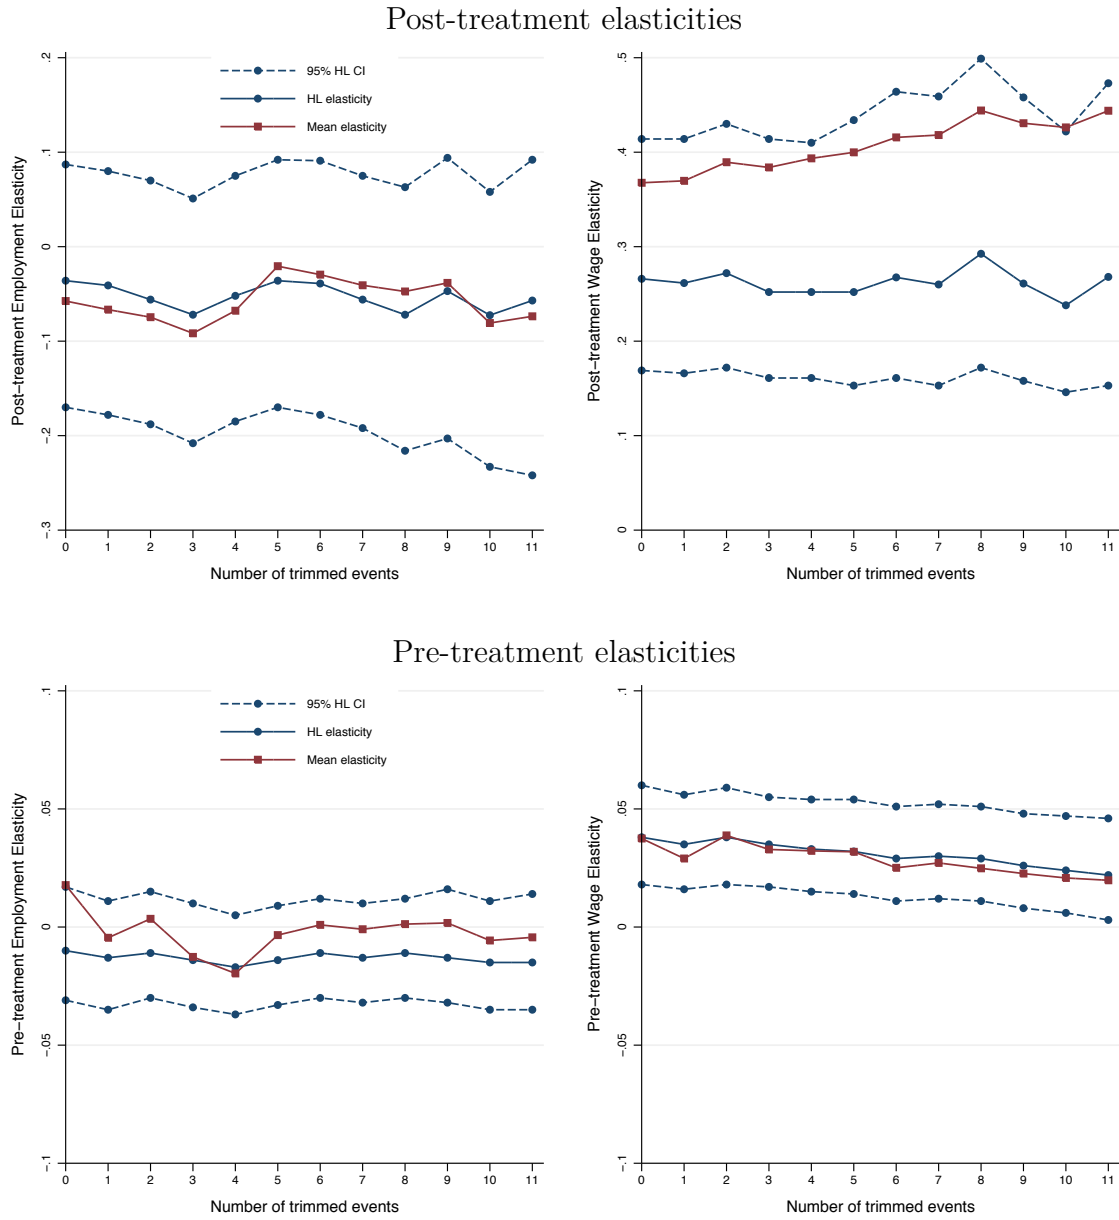 Post-treatment elasticities
95% HL CI
HL elasticity
Mean elasticity
Post−treatment Employment Elasticity
.2
.1
0
−.1
−.2
−.3
0 1 2 3 4 5 6 7 8 9 10 11
Number of trimmed events
Post−treatment Wage Elasticity
.5
.4
.3
.2
.1
0
0 1 2 3 4 5 6 7 8 9 10 11
Number of trimmed events
Pre-treatment elasticities
95% HL CI
HL elasticity
Mean elasticity
Pre−treatment Employment Elasticity
.1
.05
0
−.05
−.1
0 1 2 3 4 5 6 7 8 9 10 11
Number of trimmed events
Pre−treatment Wage Elasticity
.1
.05
0
−.05
−.1
0 1 2 3 4 5 6 7 8 9 10 11
Number of trimmed events